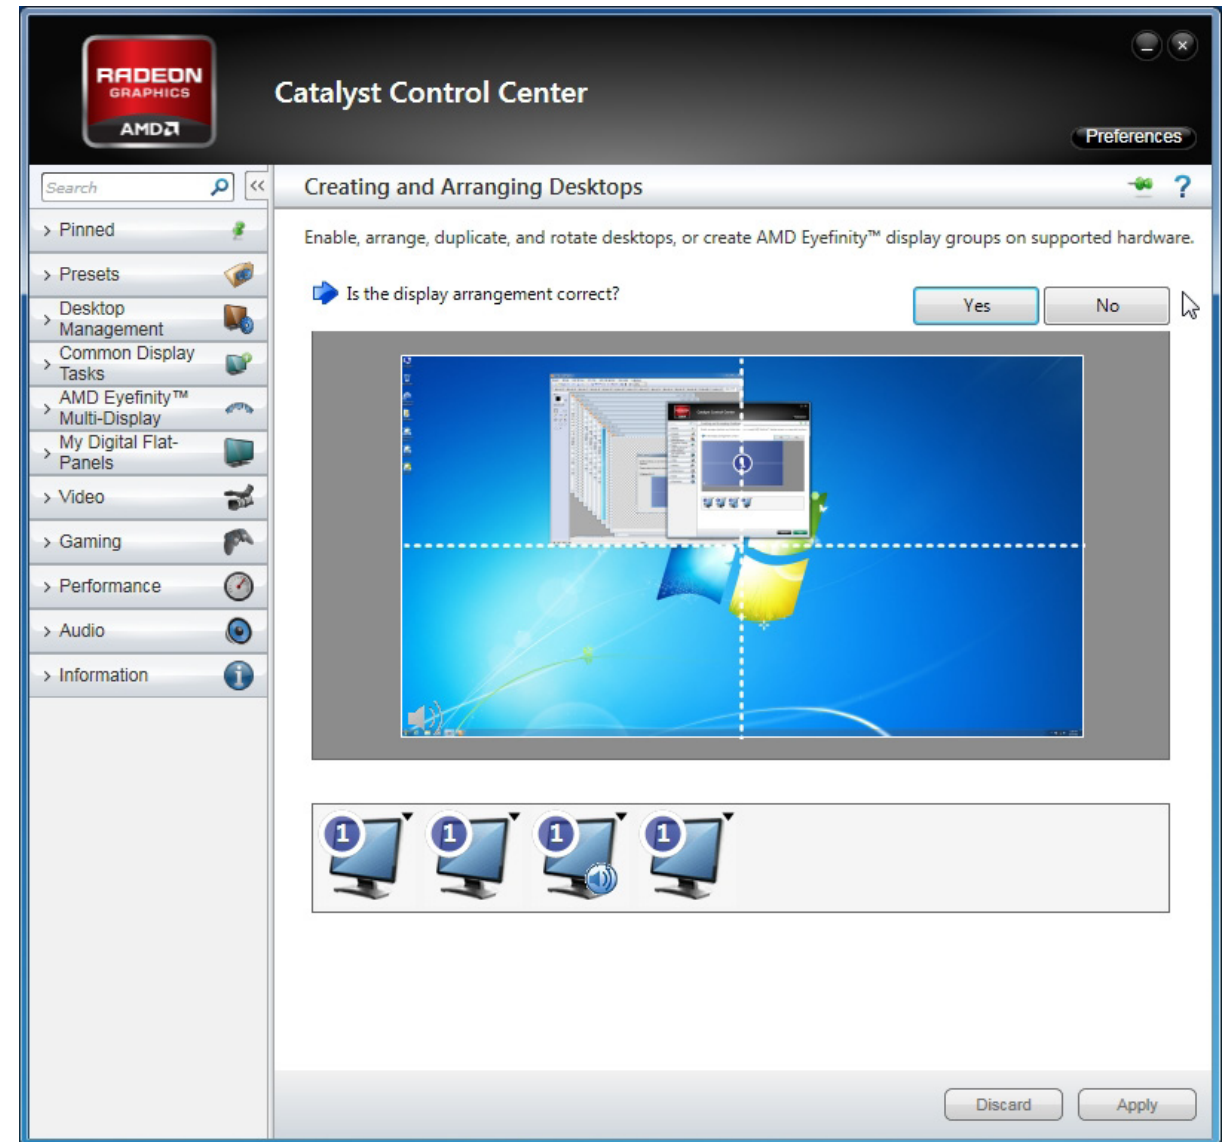 RADEON
GRAPHICS
AMD
Catalyst Control Center
Preferences
Search
<<
Creating and Arranging Desktops
?
Pinned
Enable, arrange, duplicate, and rotate desktops, or create AMD Eyefinity™ display groups on supported hardware.
Presets
Is the display arrangement correct?
Yes
No
Desktop
Management
Common Display
Tasks
AMD Eyefinity™
Multi-Display
My Digital Flat-
Panels
Video
Gaming
Performance
Audio
Information
1
1
1
1
1
Discard
Apply